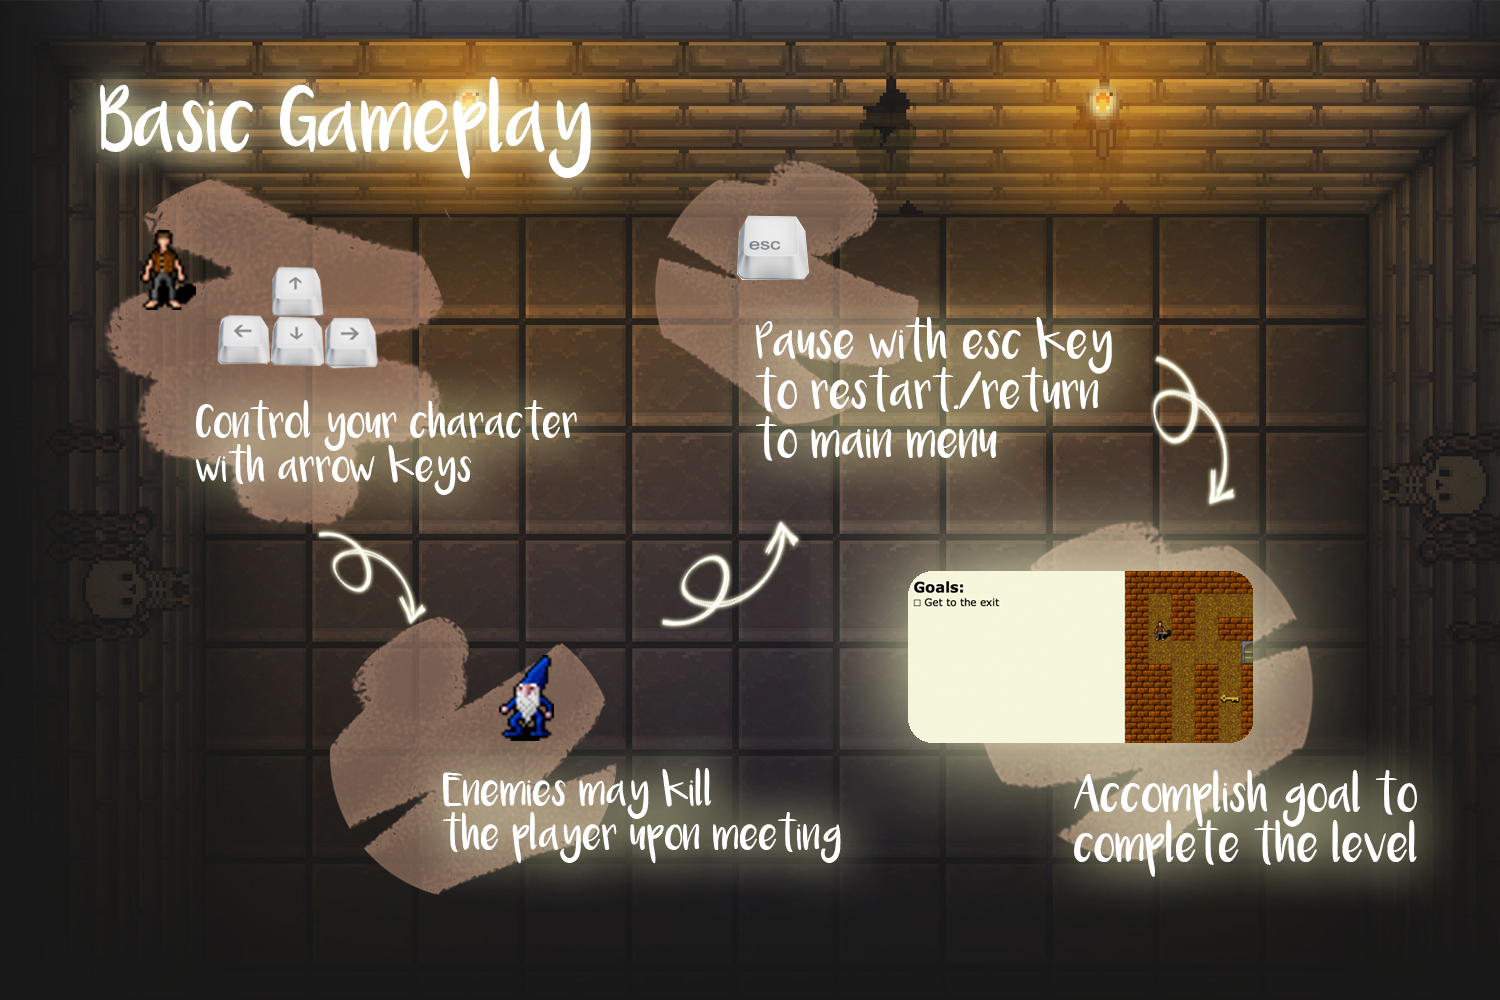 Basic Gameplay
↑
← ↓ →
Control your character
with arrow keys
Enemies may kill
the player upon meeting
esc
Pause with esc key
to restart/return
to main menu
Goals:
□ Get to the exit
Accomplish goal to
complete the level